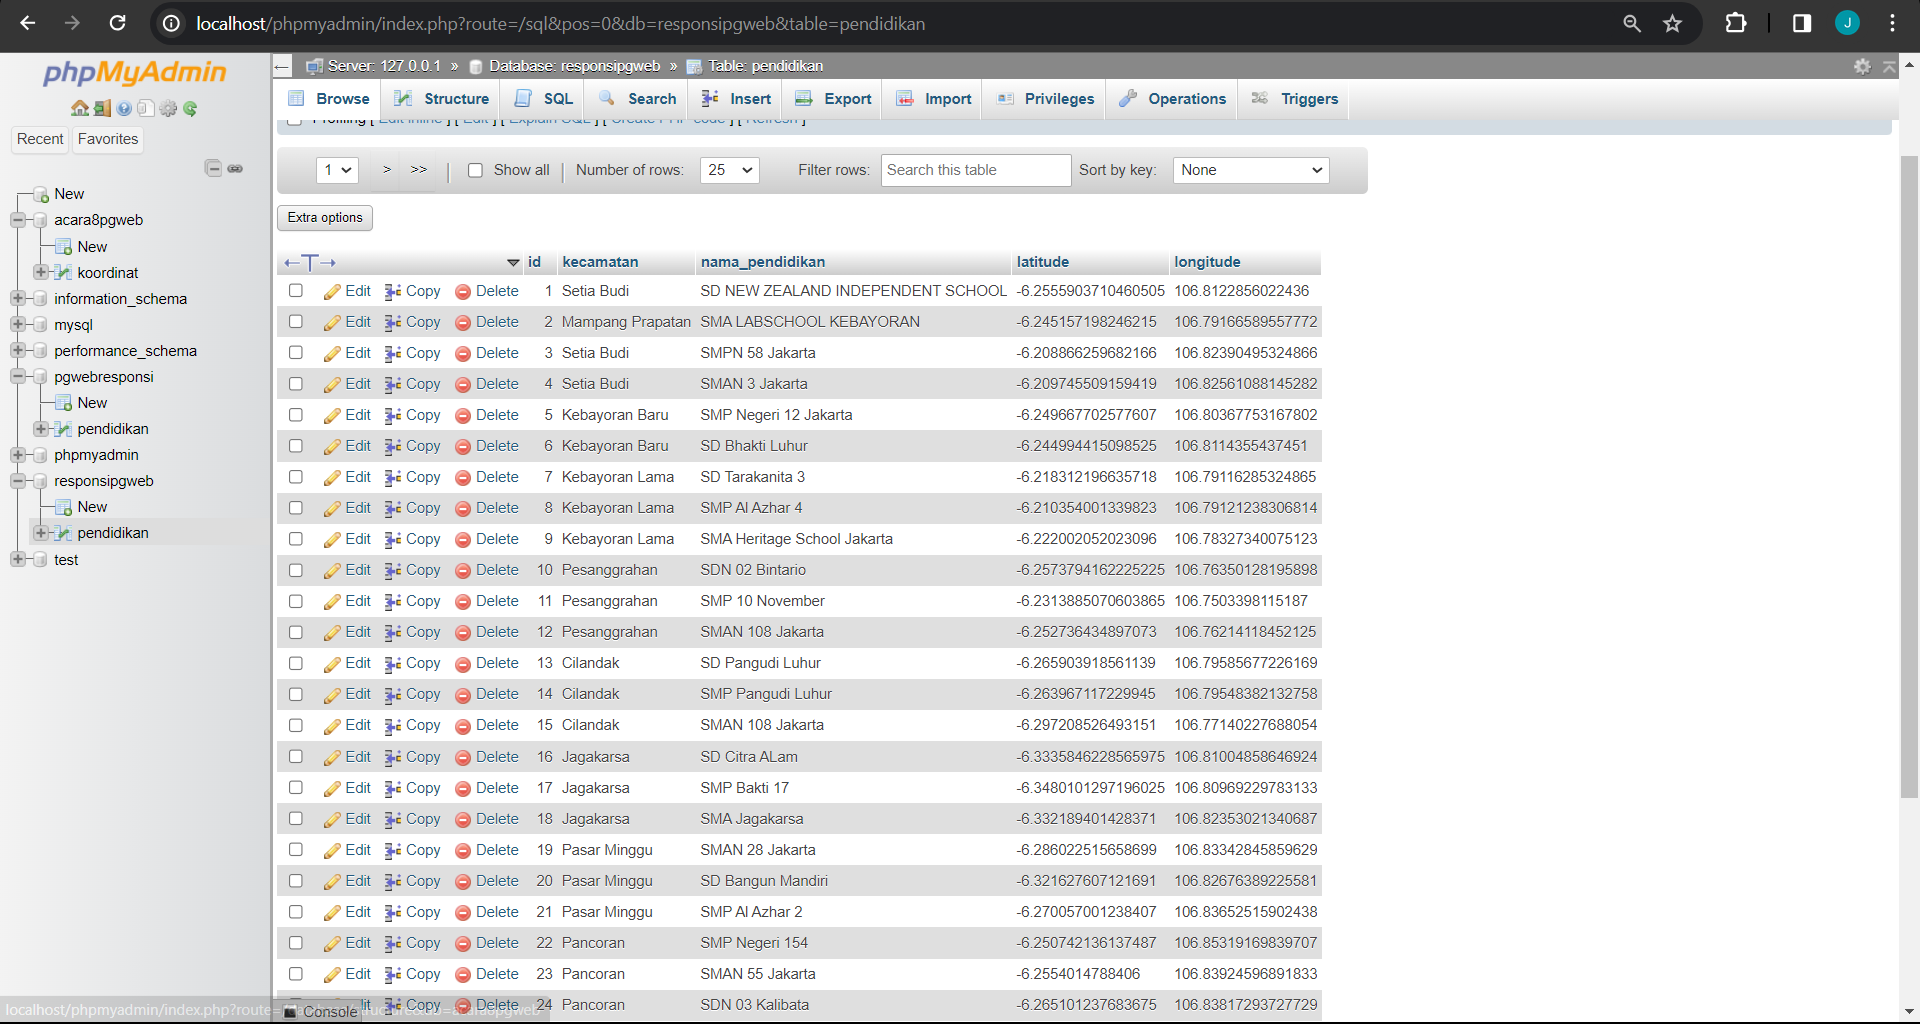 localhost/phpmyadmin/index.php?route=/sql&pos=0&db=responsipgweb&table=pendidikan
J
phpMyAdmin
Recent Favorites
New
acara8pgweb
New
koordinat
information_schema
mysql
performance_schema
pgwebresponsi
New
pendidikan
phpmyadmin
responsipgweb
New
pendidikan
test
Server: 127.0.0.1 » Database: responsipgweb » Table: pendidikan
Browse Structure SQL Search Insert Export Import Privileges Operations Triggers
Profiling [ Edit inline ] [ Edit ] [ Explain SQL ] [ Create PHP code ] [ Refresh ]
1 > >> | Show all | Number of rows: 25 Filter rows: Search this table Sort by key: None
Extra options
←T→ id kecamatan nama_pendidikan latitude longitude
Edit Copy Delete 1 Setia Budi SD NEW ZEALAND INDEPENDENT SCHOOL -6.2555903710460505 106.8122856022436
Edit Copy Delete 2 Mampang Prapatan SMA LABSCHOOL KEBAYORAN -6.245157198246215 106.79166589557772
Edit Copy Delete 3 Setia Budi SMPN 58 Jakarta -6.208866259682166 106.82390495324866
Edit Copy Delete 4 Setia Budi SMAN 3 Jakarta -6.209745509159419 106.82561088145282
Edit Copy Delete 5 Kebayoran Baru SMP Negeri 12 Jakarta -6.249667702577607 106.80367753167802
Edit Copy Delete 6 Kebayoran Baru SD Bhakti Luhur -6.244994415098525 106.8114355437451
Edit Copy Delete 7 Kebayoran Lama SD Tarakanita 3 -6.218312196635718 106.79116285324865
Edit Copy Delete 8 Kebayoran Lama SMP Al Azhar 4 -6.210354001339823 106.79121238306814
Edit Copy Delete 9 Kebayoran Lama SMA Heritage School Jakarta -6.222002052023096 106.78327340075123
Edit Copy Delete 10 Pesanggrahan SDN 02 Bintario -6.2573794162225225 106.76350128195898
Edit Copy Delete 11 Pesanggrahan SMP 10 November -6.2313885070603865 106.7503398115187
Edit Copy Delete 12 Pesanggrahan SMAN 108 Jakarta -6.252736434897073 106.76214118452125
Edit Copy Delete 13 Cilandak SD Pangudi Luhur -6.265903918561139 106.79585677226169
Edit Copy Delete 14 Cilandak SMP Pangudi Luhur -6.263967117229945 106.79548382132758
Edit Copy Delete 15 Cilandak SMAN 108 Jakarta -6.297208526493151 106.77140227688054
Edit Copy Delete 16 Jagakarsa SD Citra ALam -6.3335846228565975 106.81004858646924
Edit Copy Delete 17 Jagakarsa SMP Bakti 17 -6.3480101297196025 106.80969229783133
Edit Copy Delete 18 Jagakarsa SMA Jagakarsa -6.332189401428371 106.82353021340687
Edit Copy Delete 19 Pasar Minggu SMAN 28 Jakarta -6.286022515658699 106.83342845859629
Edit Copy Delete 20 Pasar Minggu SD Bangun Mandiri -6.321627607121691 106.82676389225581
Edit Copy Delete 21 Pasar Minggu SMP Al Azhar 2 -6.270057001238407 106.83652515902438
Edit Copy Delete 22 Pancoran SMP Negeri 154 -6.250742136137487 106.85319169839707
Edit Copy Delete 23 Pancoran SMAN 55 Jakarta -6.2554014788406 106.83924596891833
Copy Delete 24 Pancoran SDN 03 Kalibata -6.265101237683675 106.83817293727729
localhost/phpmyadmin/index.php?route=
Console